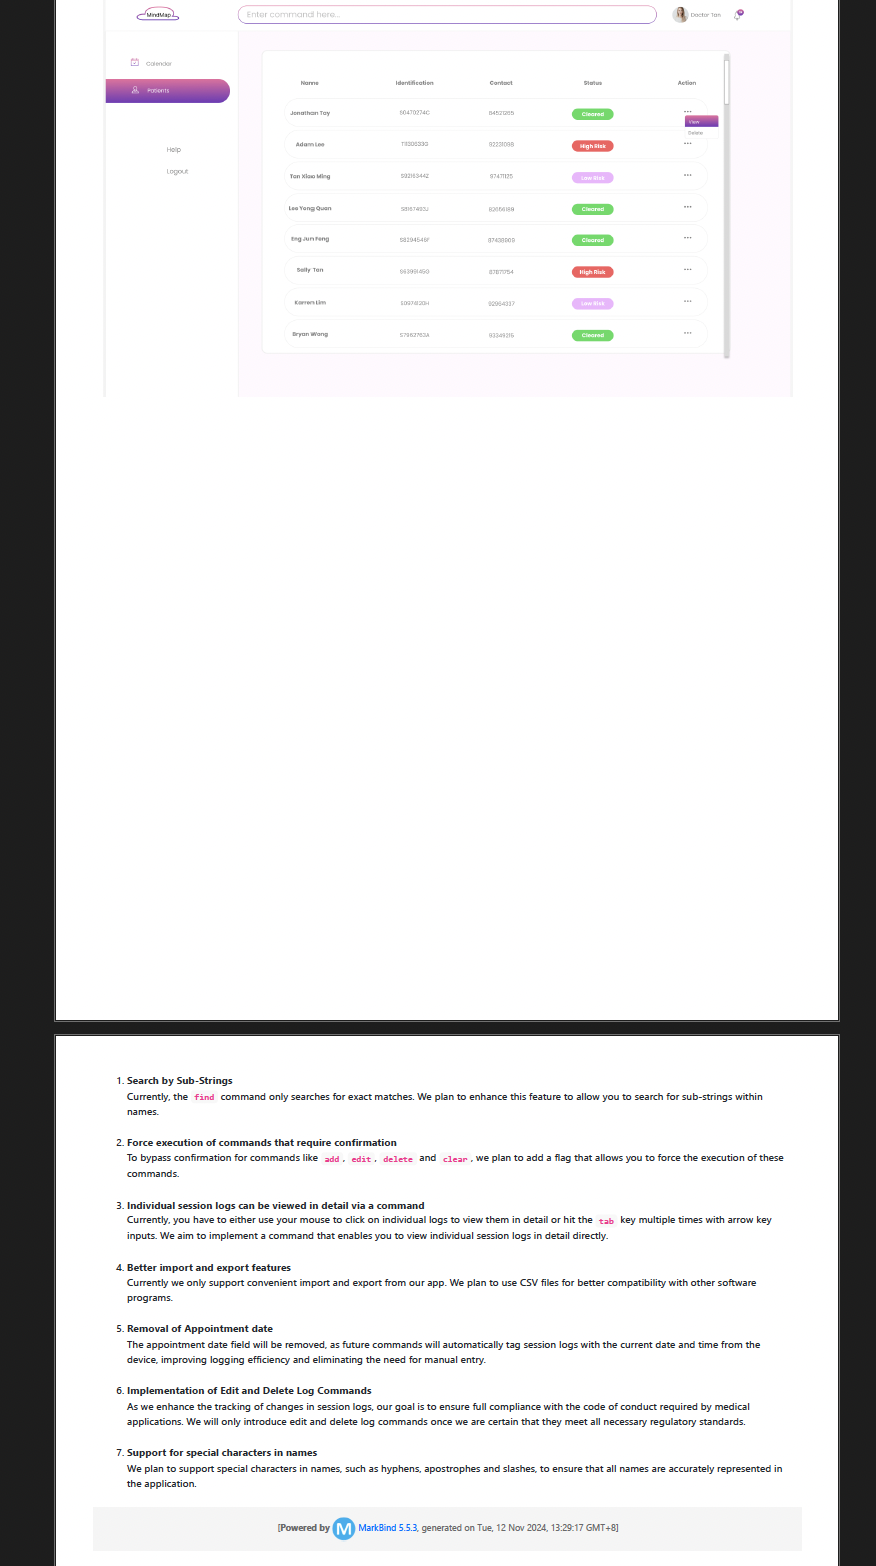 MindMap
Enter command here...
Doctor Tan
Calendar
Patients
Help
Logout
Name Identification Contact Status Action
Jonathan Tay S0470274C 84521265 Cleared ...
View
Delete
Adam Lee 92231098 High Risk ...
Tan Xiao Ming 97471125 Low Risk ...
Lee Yong Quan 82656189 Cleared ...
Eng Jun Feng 87438909 Cleared ...
Sally Tan 87871754 High Risk ...
Karren Lim 92964337 Low Risk ...
Bryan Wong S7962763A 93349215 Cleared ...
1. Search by Sub-Strings
Currently, the find command only searches for exact matches. We plan to enhance this feature to allow you to search for sub-strings within
names.
2. Force execution of commands that require confirmation
To bypass confirmation for commands like add, edit, delete and clear, we plan to add a flag that allows you to force the execution of these
commands.
3. Individual session logs can be viewed in detail via a command
Currently, you have to either use your mouse to click on individual logs to view them in detail or hit the tab key multiple times with arrow key
inputs. We aim to implement a command that enables you to view individual session logs in detail directly.
4. Better import and export features
Currently we only support convenient import and export from our app. We plan to use CSV files for better compatibility with other software
programs.
5. Removal of Appointment date
The appointment date field will be removed, as future commands will automatically tag session logs with the current date and time from the
device, improving logging efficiency and eliminating the need for manual entry.
6. Implementation of Edit and Delete Log Commands
As we enhance the tracking of changes in session logs, our goal is to ensure full compliance with the code of conduct required by medical
applications. We will only introduce edit and delete log commands once we are certain that they meet all necessary regulatory standards.
7. Support for special characters in names
We plan to support special characters in names, such as hyphens, apostrophes and slashes, to ensure that all names are accurately represented in
the application.
[Powered by M MarkBind 5.5.3, generated on Tue, 12 Nov 2024, 13:29:17 GMT+8]